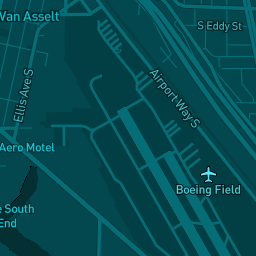 Van Asselt
S Eddy St
Ellis Ave S
Airport Way S
Aero Motel
Boeing Field
e South
End